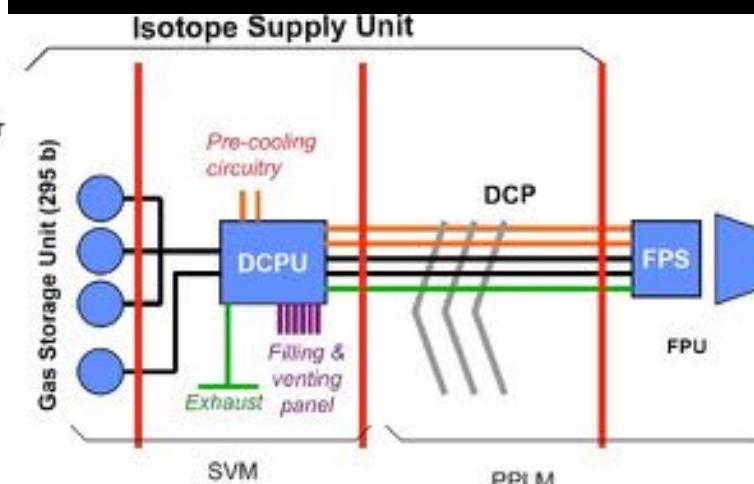 Isotope Supply Unit
Gas Storage Unit (295 b)
Pre-cooling
circuitry
DCP
DCPU
FPS
FPU
Filling &
venting
panel
Exhaust
SVM